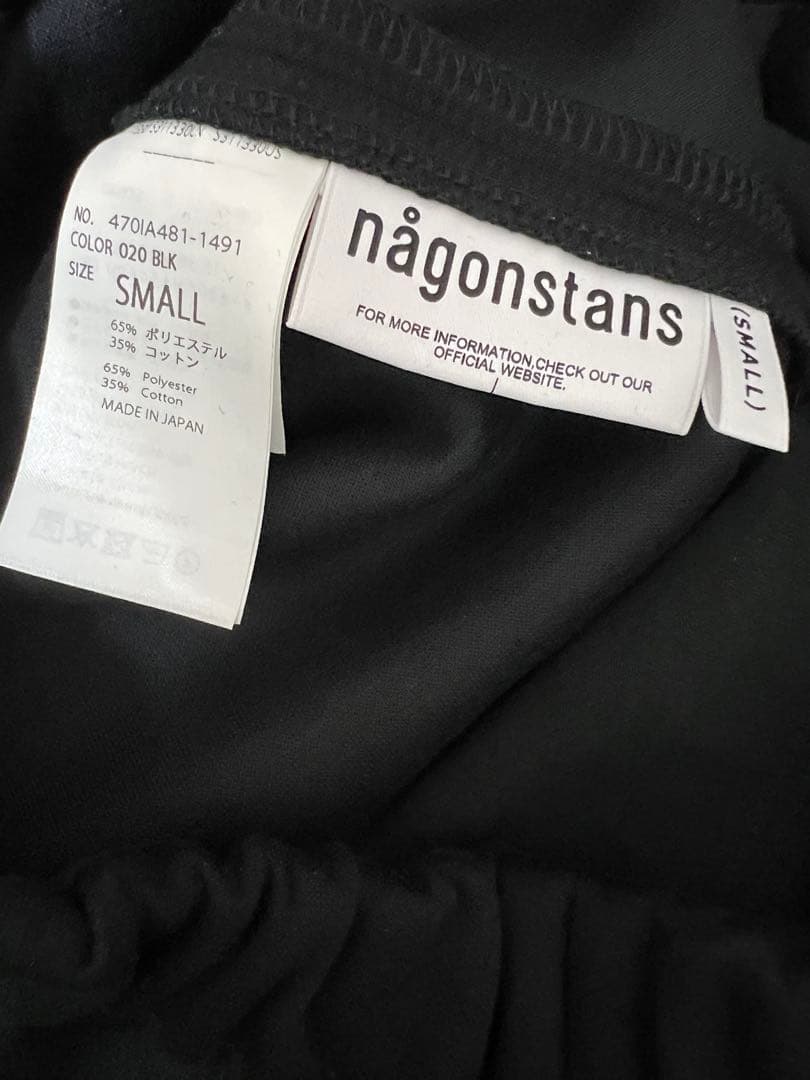 NO. 470IA481-1491
COLOR 020 BLK
SIZE SMALL
65% ポリエステル
35% コットン
65% Polyester
35% Cotton
MADE IN JAPAN
någonstans
FOR MORE INFORMATION,CHECK OUT OUR
OFFICIAL WEBSITE.
(SMALL)